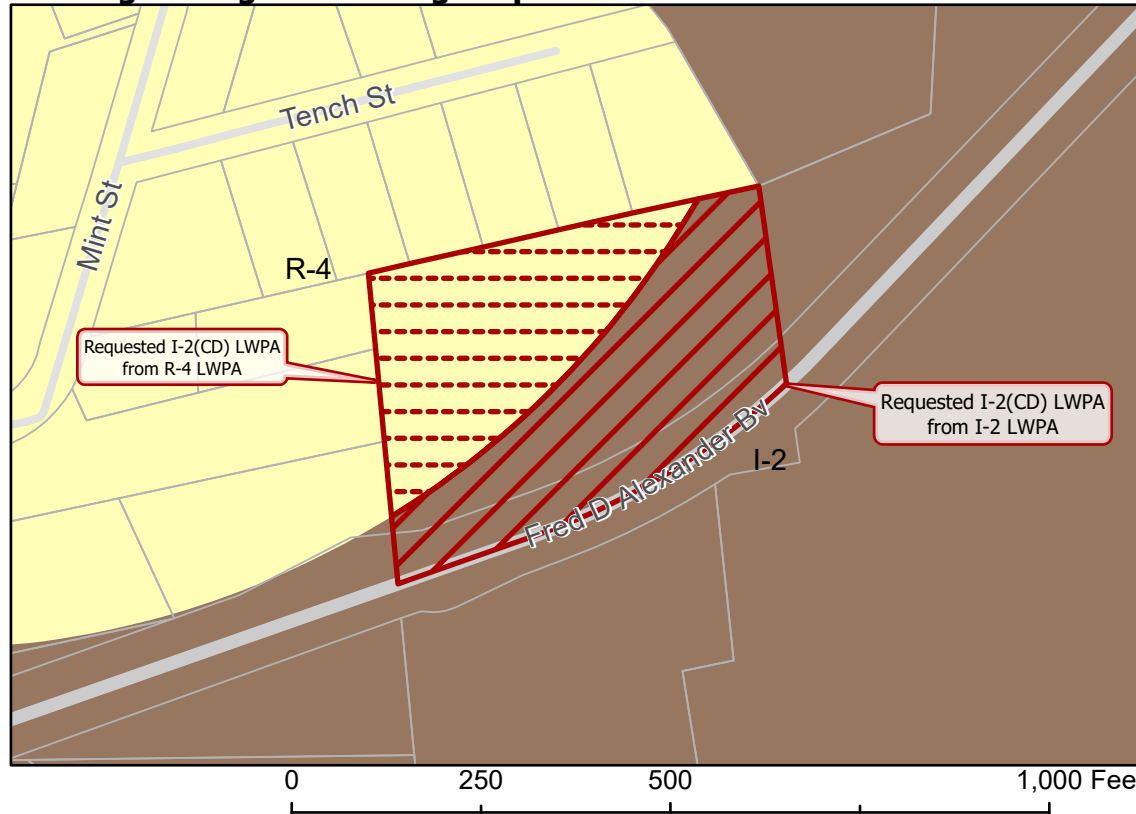 Tench St
Mint St
R-4
Requested I-2(CD) LWPA
from R-4 LWPA
Requested I-2(CD) LWPA
from I-2 LWPA
I-2
Fred D Alexander Bv
0 250 500 1,000 Fee